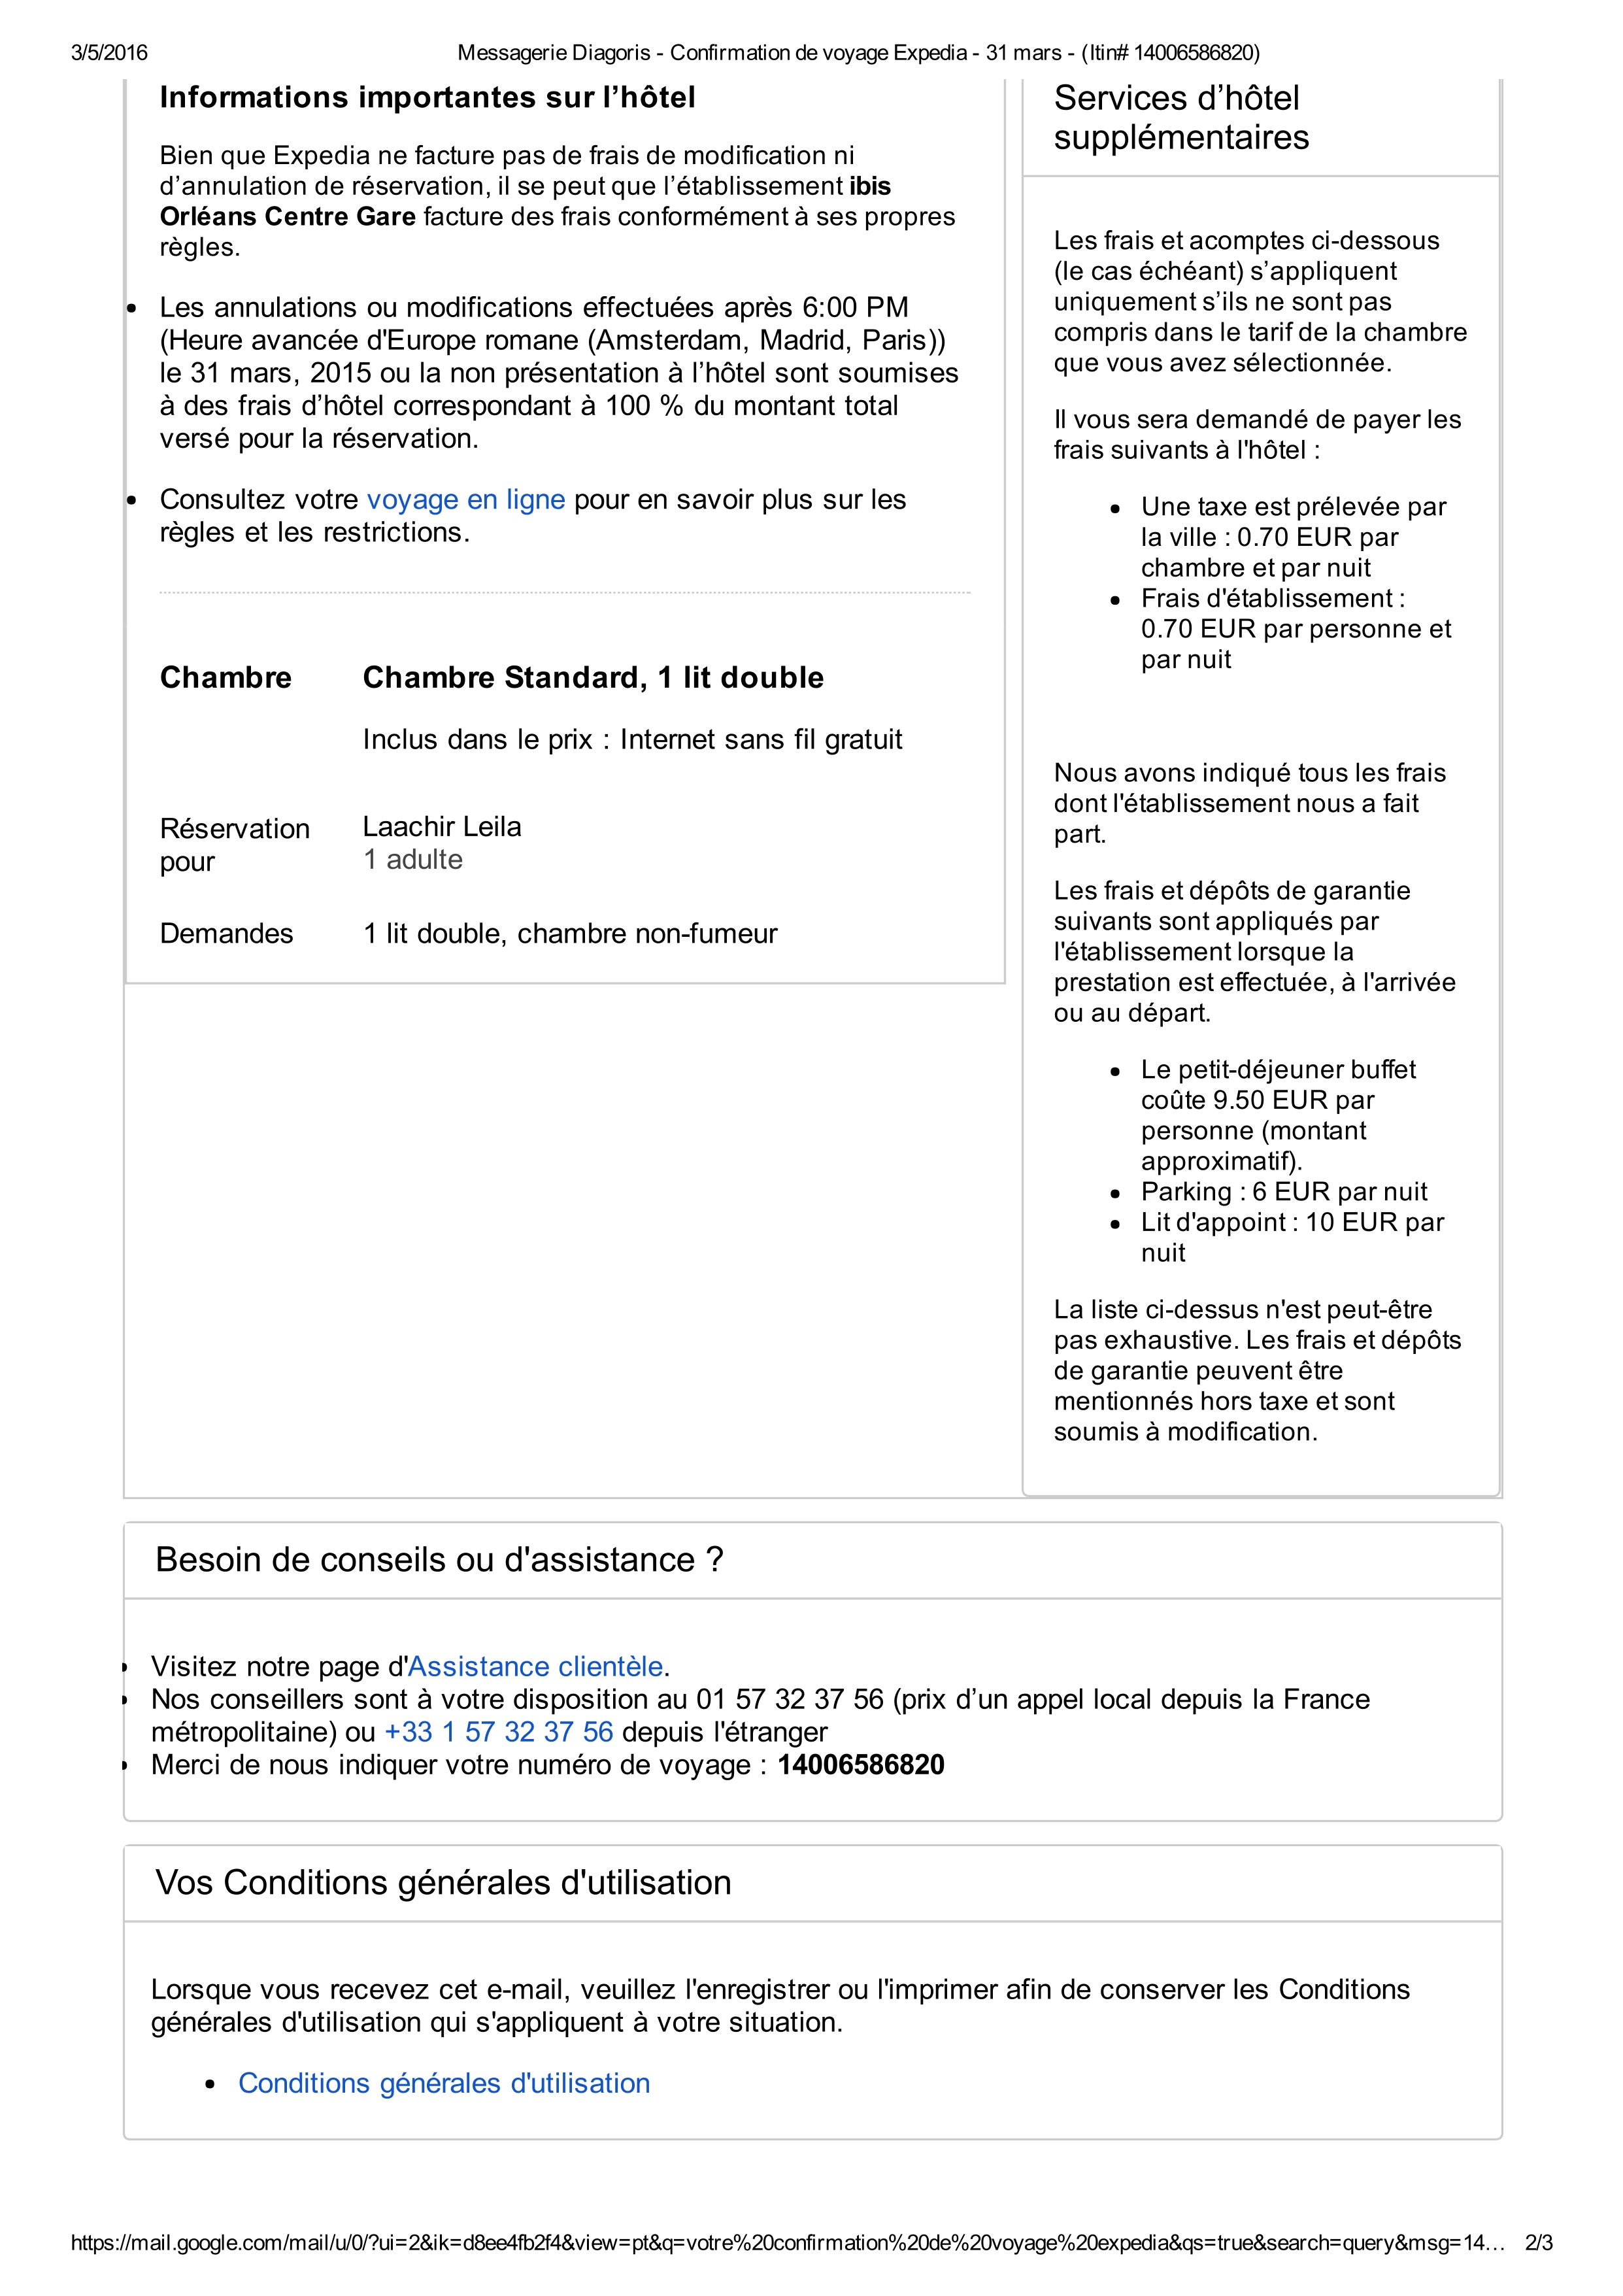 3/5/2016
Messagerie Diagoris - Confirmation de voyage Expedia - 31 mars - (Itin# 14006586820)
Informations importantes sur l’hôtel
Bien que Expedia ne facture pas de frais de modification ni
d’annulation de réservation, il se peut que l’établissement ibis
Orléans Centre Gare facture des frais conformément à ses propres
règles.
• Les annulations ou modifications effectuées après 6:00 PM
(Heure avancée d'Europe romane (Amsterdam, Madrid, Paris))
le 31 mars, 2015 ou la non présentation à l’hôtel sont soumises
à des frais d’hôtel correspondant à 100 % du montant total
versé pour la réservation.
• Consultez votre voyage en ligne pour en savoir plus sur les
règles et les restrictions.
Chambre
Chambre Standard, 1 lit double
Inclus dans le prix : Internet sans fil gratuit
Réservation
pour
Laachir Leila
1 adulte
Demandes
1 lit double, chambre non-fumeur
Services d’hôtel
supplémentaires
Les frais et acomptes ci-dessous
(le cas échéant) s’appliquent
uniquement s’ils ne sont pas
compris dans le tarif de la chambre
que vous avez sélectionnée.
Il vous sera demandé de payer les
frais suivants à l'hôtel :
• Une taxe est prélevée par
la ville : 0.70 EUR par
chambre et par nuit
• Frais d'établissement :
0.70 EUR par personne et
par nuit
Nous avons indiqué tous les frais
dont l'établissement nous a fait
part.
Les frais et dépôts de garantie
suivants sont appliqués par
l'établissement lorsque la
prestation est effectuée, à l'arrivée
ou au départ.
• Le petit-déjeuner buffet
coûte 9.50 EUR par
personne (montant
approximatif).
• Parking : 6 EUR par nuit
• Lit d'appoint : 10 EUR par
nuit
La liste ci-dessus n'est peut-être
pas exhaustive. Les frais et dépôts
de garantie peuvent être
mentionnés hors taxe et sont
soumis à modification.
Besoin de conseils ou d'assistance ?
• Visitez notre page d'Assistance clientèle.
• Nos conseillers sont à votre disposition au 01 57 32 37 56 (prix d’un appel local depuis la France
métropolitaine) ou +33 1 57 32 37 56 depuis l'étranger
• Merci de nous indiquer votre numéro de voyage : 14006586820
Vos Conditions générales d'utilisation
Lorsque vous recevez cet e-mail, veuillez l'enregistrer ou l'imprimer afin de conserver les Conditions
générales d'utilisation qui s'appliquent à votre situation.
• Conditions générales d'utilisation
https://mail.google.com/mail/u/0/?ui=2&ik=d8ee4fb2f4&view=pt&q=votre%20confirmation%20de%20voyage%20expedia&qs=true&search=query&msg=14…
2/3